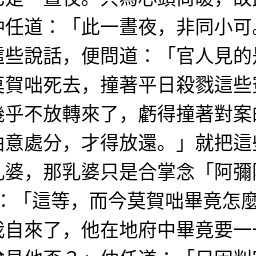 仲任道：「此一晝夜，非同小可。
些說話，便問道：「官人見的是
莫賀咄死去，撞著平日殺戮這些
幾乎不放轉來了，虧得撞著對案
由意處分，才得放還。」就把這
乳婆，那乳婆只是合掌念「阿彌
：「這等，而今莫賀咄畢竟怎麼
我自來了，他在地府中畢竟要一